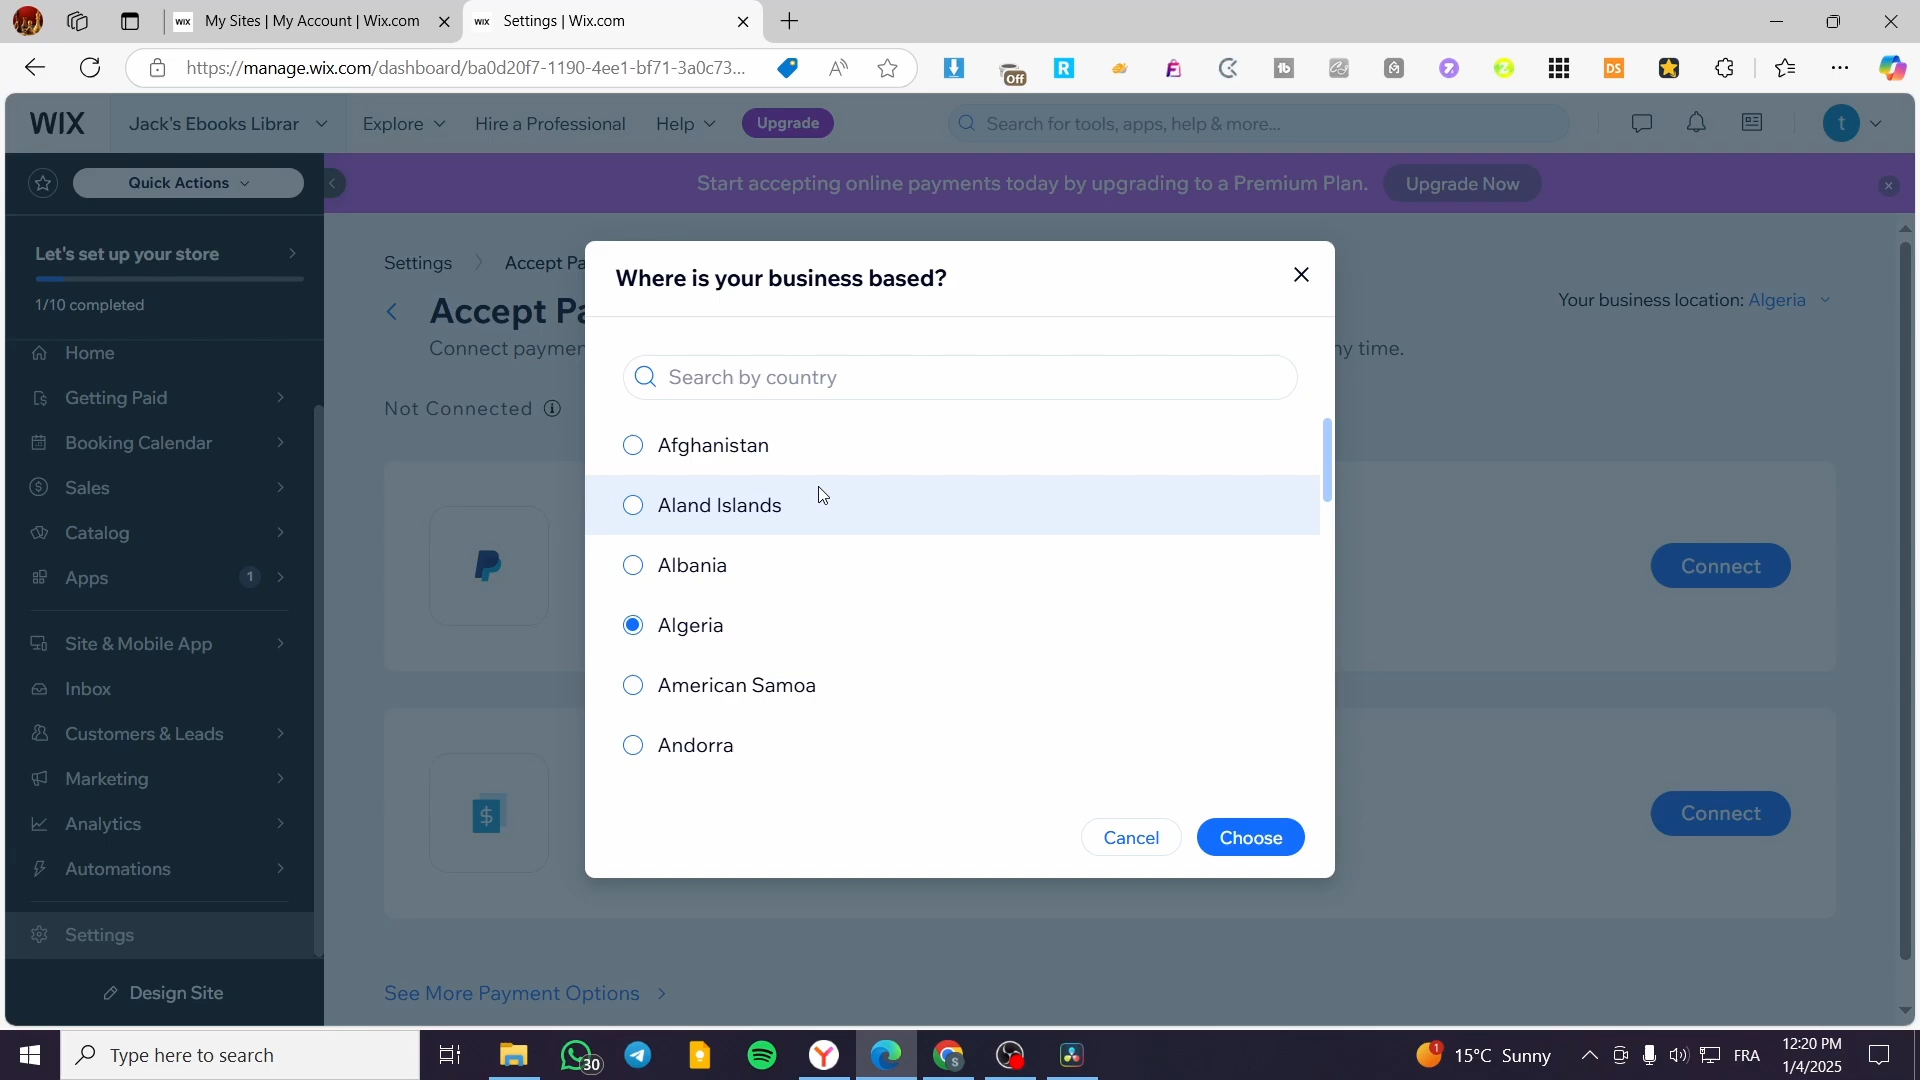 My Sites | My Account | Wix.com
Settings | Wix.com
https://manage.wix.com/dashboard/ba0d20f7-1190-4ee1-bf71-3a0c73...
Off
WIX
Jack's Ebooks Librar
Explore
Hire a Professional
Help
Upgrade
Search for tools, apps, help & more...
t
Quick Actions
Start accepting online payments today by upgrading to a Premium Plan.
Upgrade Now
Let's set up your store
1/10 completed
Home
Getting Paid
Booking Calendar
Sales
Catalog
Apps
1
Site & Mobile App
Inbox
Customers & Leads
Marketing
Analytics
Automations
Settings
Design Site
Settings
Accept Pa
Accept Pa
Your business location: Algeria
Connect paymen
ny time.
Not Connected
Connect
Connect
See More Payment Options
Where is your business based?
Search by country
Afghanistan
Aland Islands
Albania
Algeria
American Samoa
Andorra
Cancel
Choose
Type here to search
30
1
15°C Sunny
FRA
12:20 PM
1/4/2025